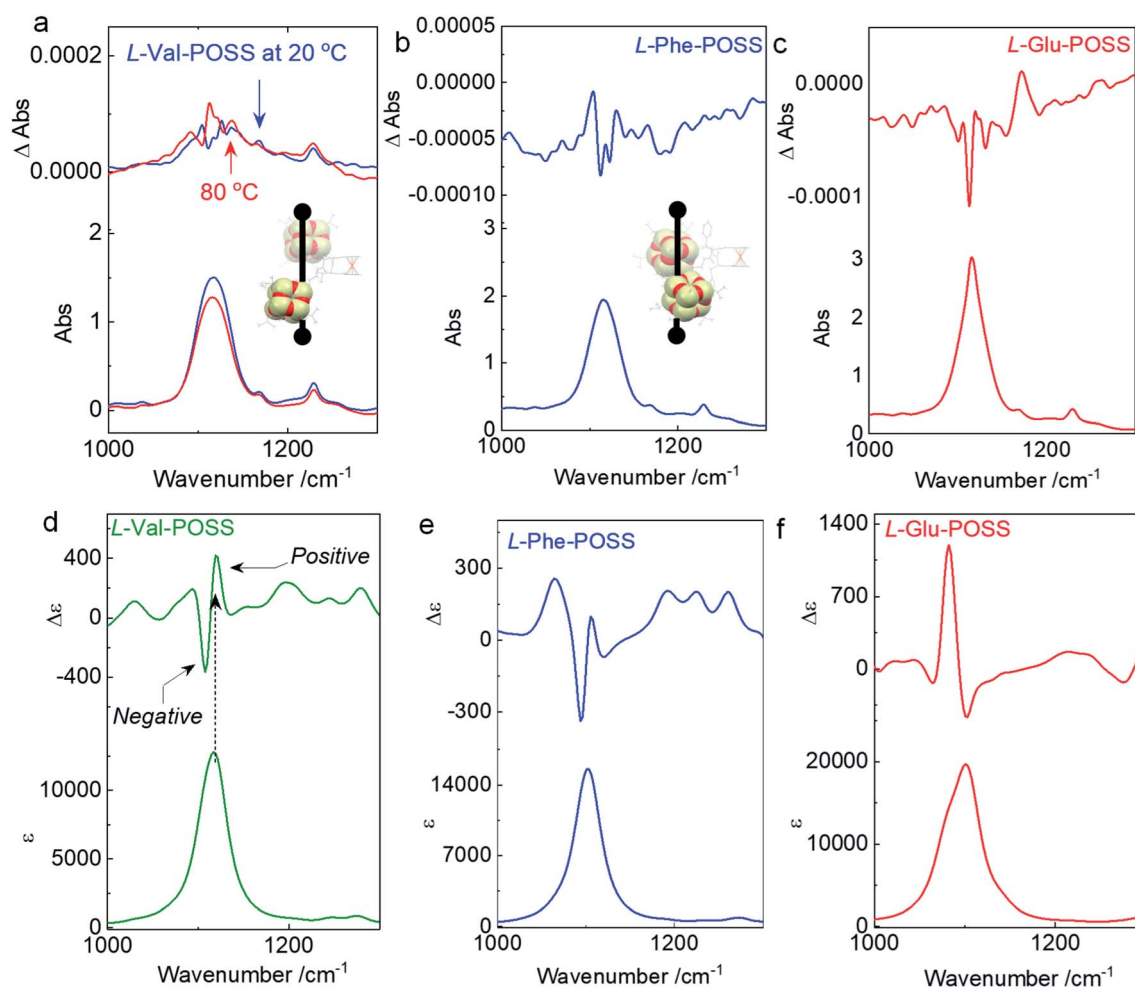 a
L-Val-POSS at 20 °C
0.0002
0.0000
Δ Abs
80 °C
2
1
0
Abs
1000
1200
Wavenumber /cm-1
b
L-Phe-POSS
0.00005
0.00000
-0.00005
-0.00010
Δ Abs
3
2
1
0
Abs
1000
1200
Wavenumber /cm-1
c
L-Glu-POSS
0.0000
-0.0001
Δ Abs
3
2
1
0
Abs
1000
1200
Wavenumber /cm-1
d
L-Val-POSS
400
0
-400
Δε
Positive
Negative
10000
5000
0
ε
1000
1200
Wavenumber /cm-1
e
L-Phe-POSS
300
0
-300
Δε
14000
7000
0
ε
1000
1200
Wavenumber /cm-1
f
L-Glu-POSS
1400
700
0
Δε
20000
10000
0
ε
1000
1200
Wavenumber /cm-1